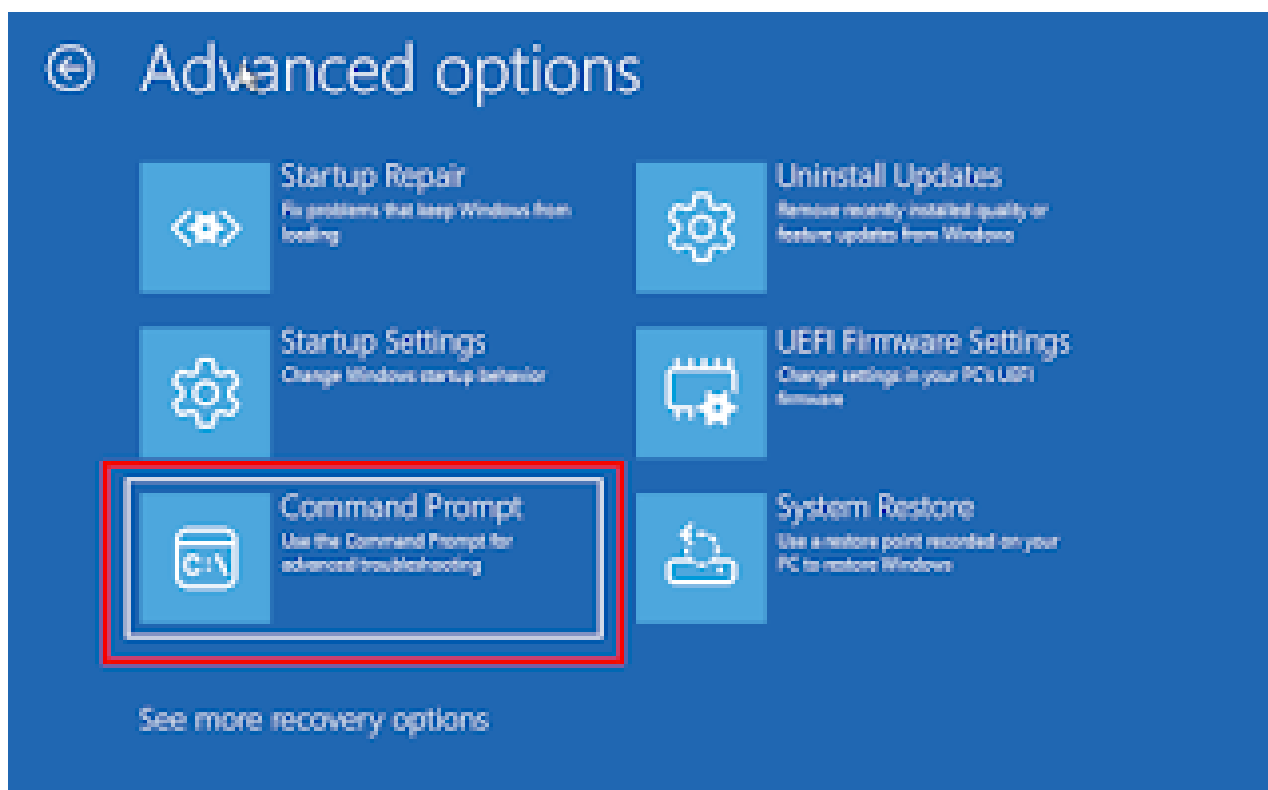 Advanced options
Startup Repair
Fix problems that keep Windows from
loading
Uninstall Updates
Remove recently installed quality or
feature updates from Windows
Startup Settings
Change Windows startup behavior
UEFI Firmware Settings
Change settings in your PC's UEFI
firmware
Command Prompt
Use the Command Prompt for
advanced troubleshooting
C:\
System Restore
Use a restore point recorded on your
PC to restore Windows
See more recovery options